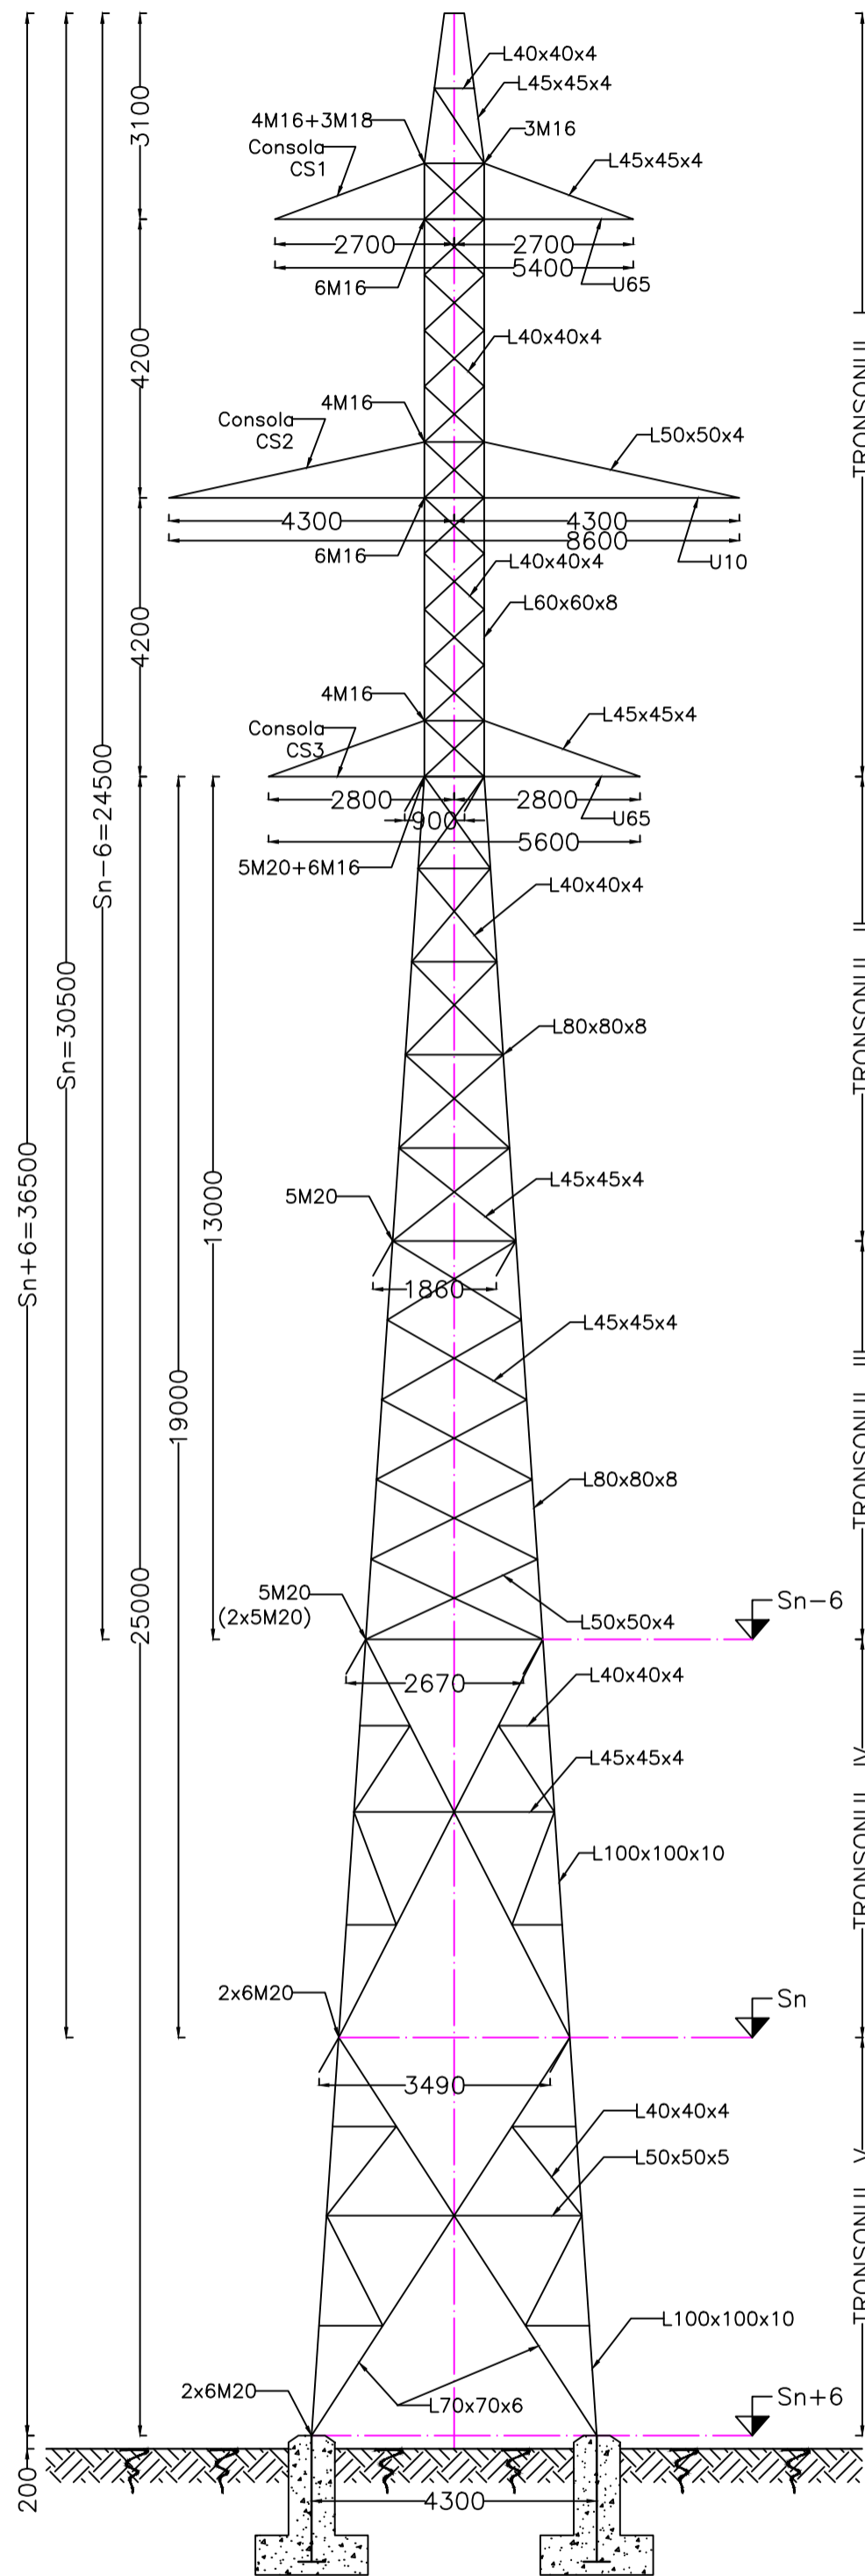 L40x40x4
L45x45x4
3100
4M16+3M18
3M16
Consola
CS1
L45x45x4
2700
2700
5400
6M16
U65
4200
L40x40x4
4M16
Consola
CS2
L50x50x4
4300
4300
8600
6M16
L40x40x4
U10
L60x60x8
4200
4M16
Consola
CS3
L45x45x4
2800
2800
900
U65
5600
5M20+6M16
L40x40x4
Sn-6=24500
Sn=30500
Sn+6=36500
L80x80x8
13000
5M20
L45x45x4
1860
L45x45x4
19000
L80x80x8
25000
5M20
(2x5M20)
L50x50x4
Sn-6
2670
L40x40x4
L45x45x4
L100x100x10
2x6M20
Sn
3490
L40x40x4
L50x50x5
L100x100x10
2x6M20
L70x70x6
Sn+6
200
4300
TRONSONUL I
TRONSONUL II
TRONSONUL III
TRONSONUL IV
TRONSONUL V